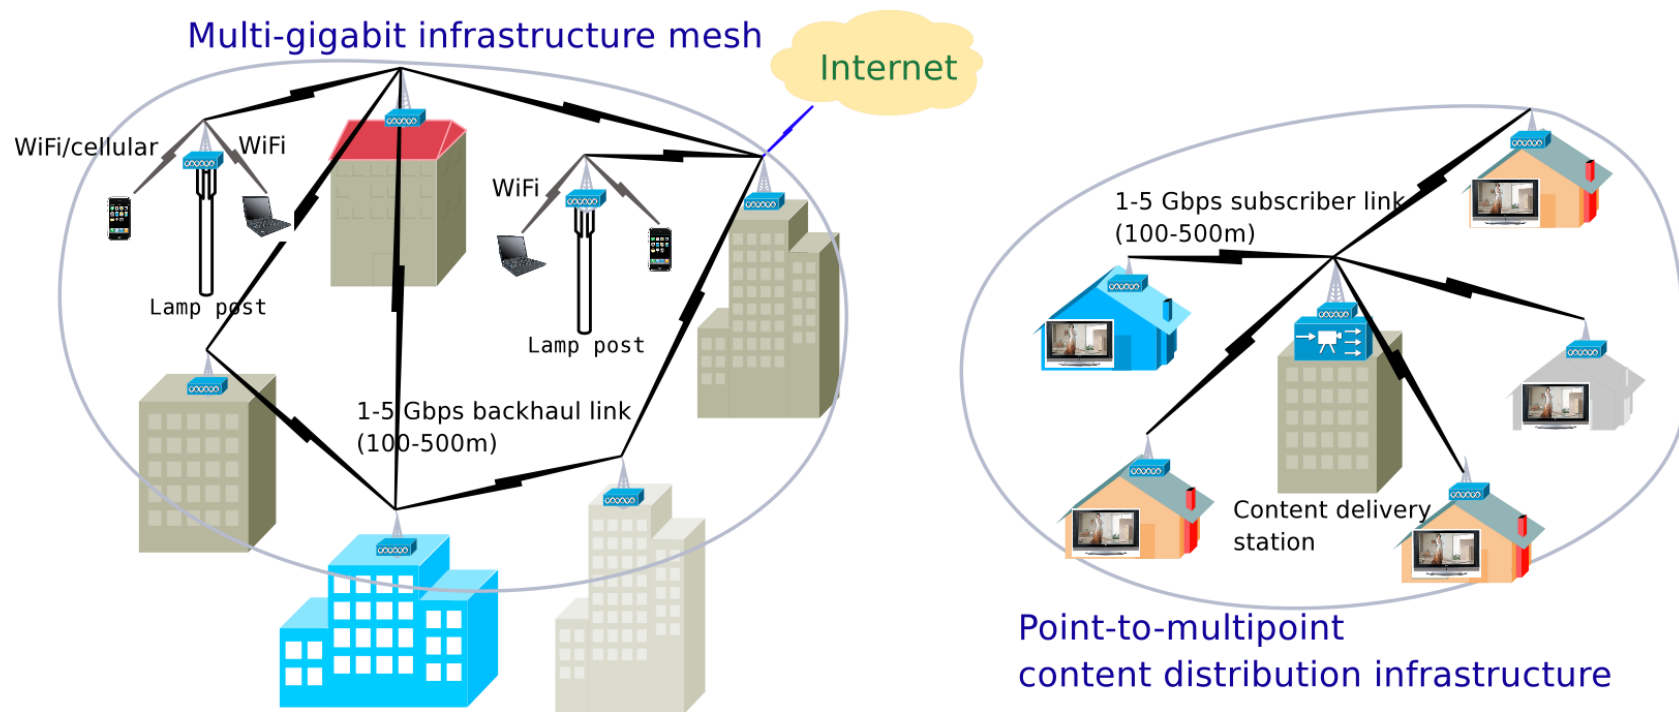 Multi-gigabit infrastructure mesh
Internet
WiFi/cellular
WiFi
WiFi
Lamp post
Lamp post
1-5 Gbps backhaul link
(100-500m)
1-5 Gbps subscriber link
(100-500m)
Content delivery
station
Point-to-multipoint
content distribution infrastructure